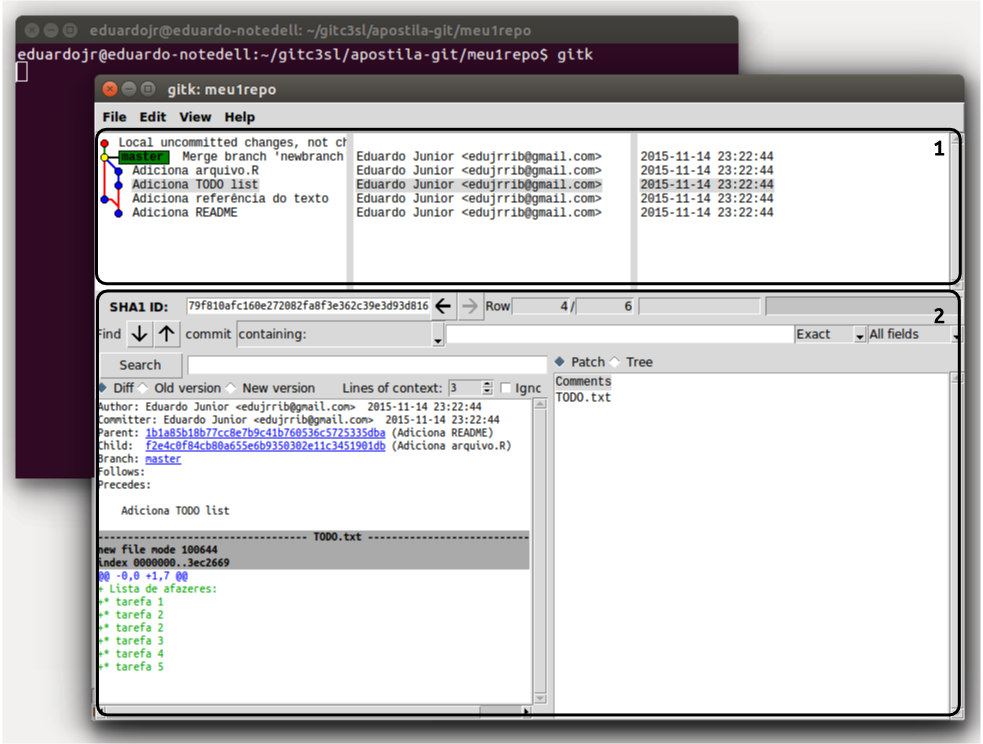 eduardojr@eduardo-notedell: ~/gitc3sl/apostila-git/meu1repo
eduardojr@eduardo-notedell:~/gitc3sl/apostila-git/meu1repo$ gitk
gitk: meu1repo
File Edit View Help
1
Local uncommitted changes, not ch
master Merge branch 'newbranch Eduardo Junior <edujrrib@gmail.com> 2015-11-14 23:22:44
Adiciona arquivo.R Eduardo Junior <edujrrib@gmail.com> 2015-11-14 23:22:44
Adiciona TODO list Eduardo Junior <edujrrib@gmail.com> 2015-11-14 23:22:44
Adiciona referência do texto Eduardo Junior <edujrrib@gmail.com> 2015-11-14 23:22:44
Adiciona README Eduardo Junior <edujrrib@gmail.com> 2015-11-14 23:22:44
SHA1 ID: 79f810afc160e272082fa8f3e362c39e3d93d816 ← → Row 4/ 6
2
Find ↓ ↑ commit containing: Exact All fields
Search
Patch Tree
Diff Old version New version Lines of context: 3 Ignc
Comments
TODO.txt
Author: Eduardo Junior <edujrrib@gmail.com> 2015-11-14 23:22:44
Committer: Eduardo Junior <edujrrib@gmail.com> 2015-11-14 23:22:44
Parent: 1b1a85b18b77cc8e7b9c41b760536c5725335dba (Adiciona README)
Child: f2e4c0f84cb80a655e6b9350302e11c3451901db (Adiciona arquivo.R)
Branch: master
Follows:
Precedes:
Adiciona TODO list
---------------------------------- TODO.txt ---------------------------
new file mode 100644
index 0000000..3ec2669
@@ -0,0 +1,7 @@
+ Lista de afazeres:
+* tarefa 1
+* tarefa 2
+* tarefa 2
+* tarefa 3
+* tarefa 4
+* tarefa 5